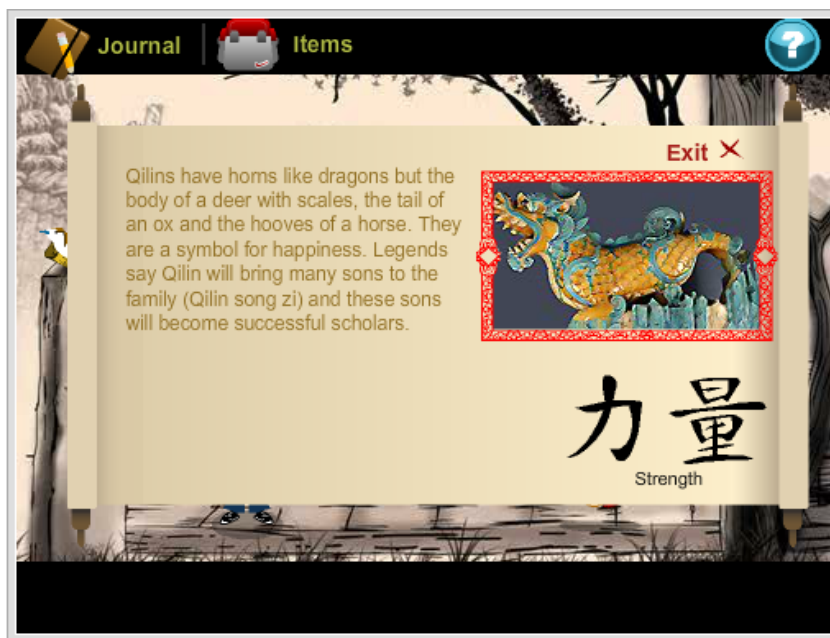 Journal
Items
?
Exit
Qilins have horns like dragons but the
body of a deer with scales, the tail of
an ox and the hooves of a horse. They
are a symbol for happiness. Legends
say Qilin will bring many sons to the
family (Qilin song zi) and these sons
will become successful scholars.
力量
Strength